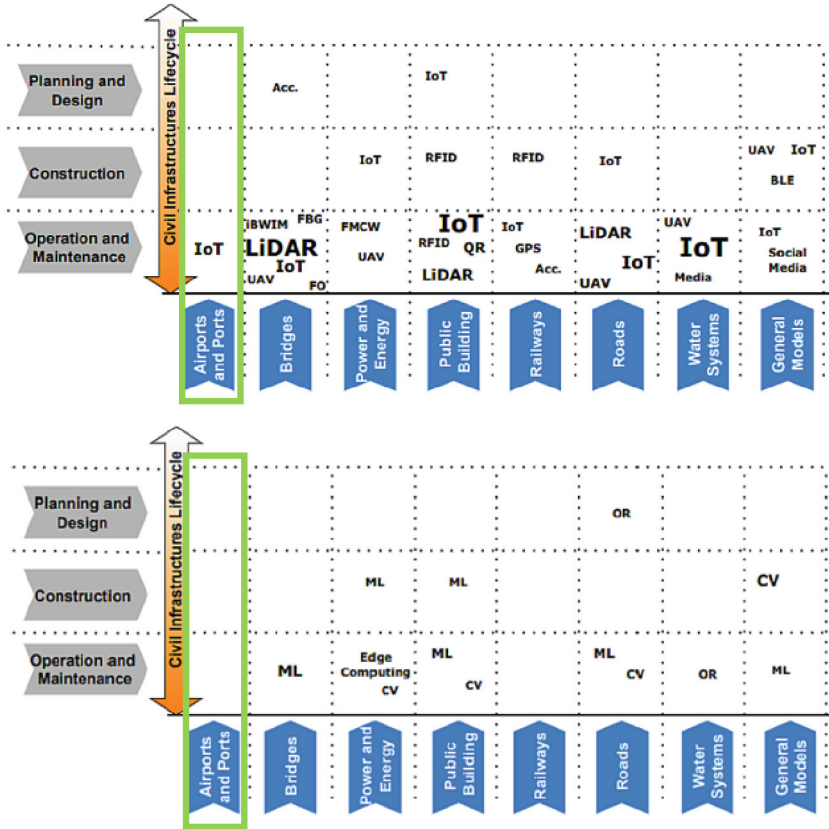 Civil Infrastructures Lifecycle
Planning and
Design
Acc.
IoT
Construction
IoT
RFID
RFID
IoT
UAV IoT
BLE
Operation and
Maintenance
IoT
iBWIM FBG
LiDAR
IoT
UAV
FO
FMCW
UAV
IoT
RFID QR
LiDAR
IoT
GPS
Acc.
LiDAR
IoT
UAV
UAV
IoT
Media
IoT
Social
Media
Airports
and Ports
Bridges
Power and
Energy
Public
Building
Railways
Roads
Water
Systems
General
Models
Civil Infrastructures Lifecycle
Planning and
Design
OR
Construction
ML
ML
CV
Operation and
Maintenance
ML
Edge
Computing
CV
ML
CV
ML
CV
OR
ML
Airports
and Ports
Bridges
Power and
Energy
Public
Building
Railways
Roads
Water
Systems
General
Models